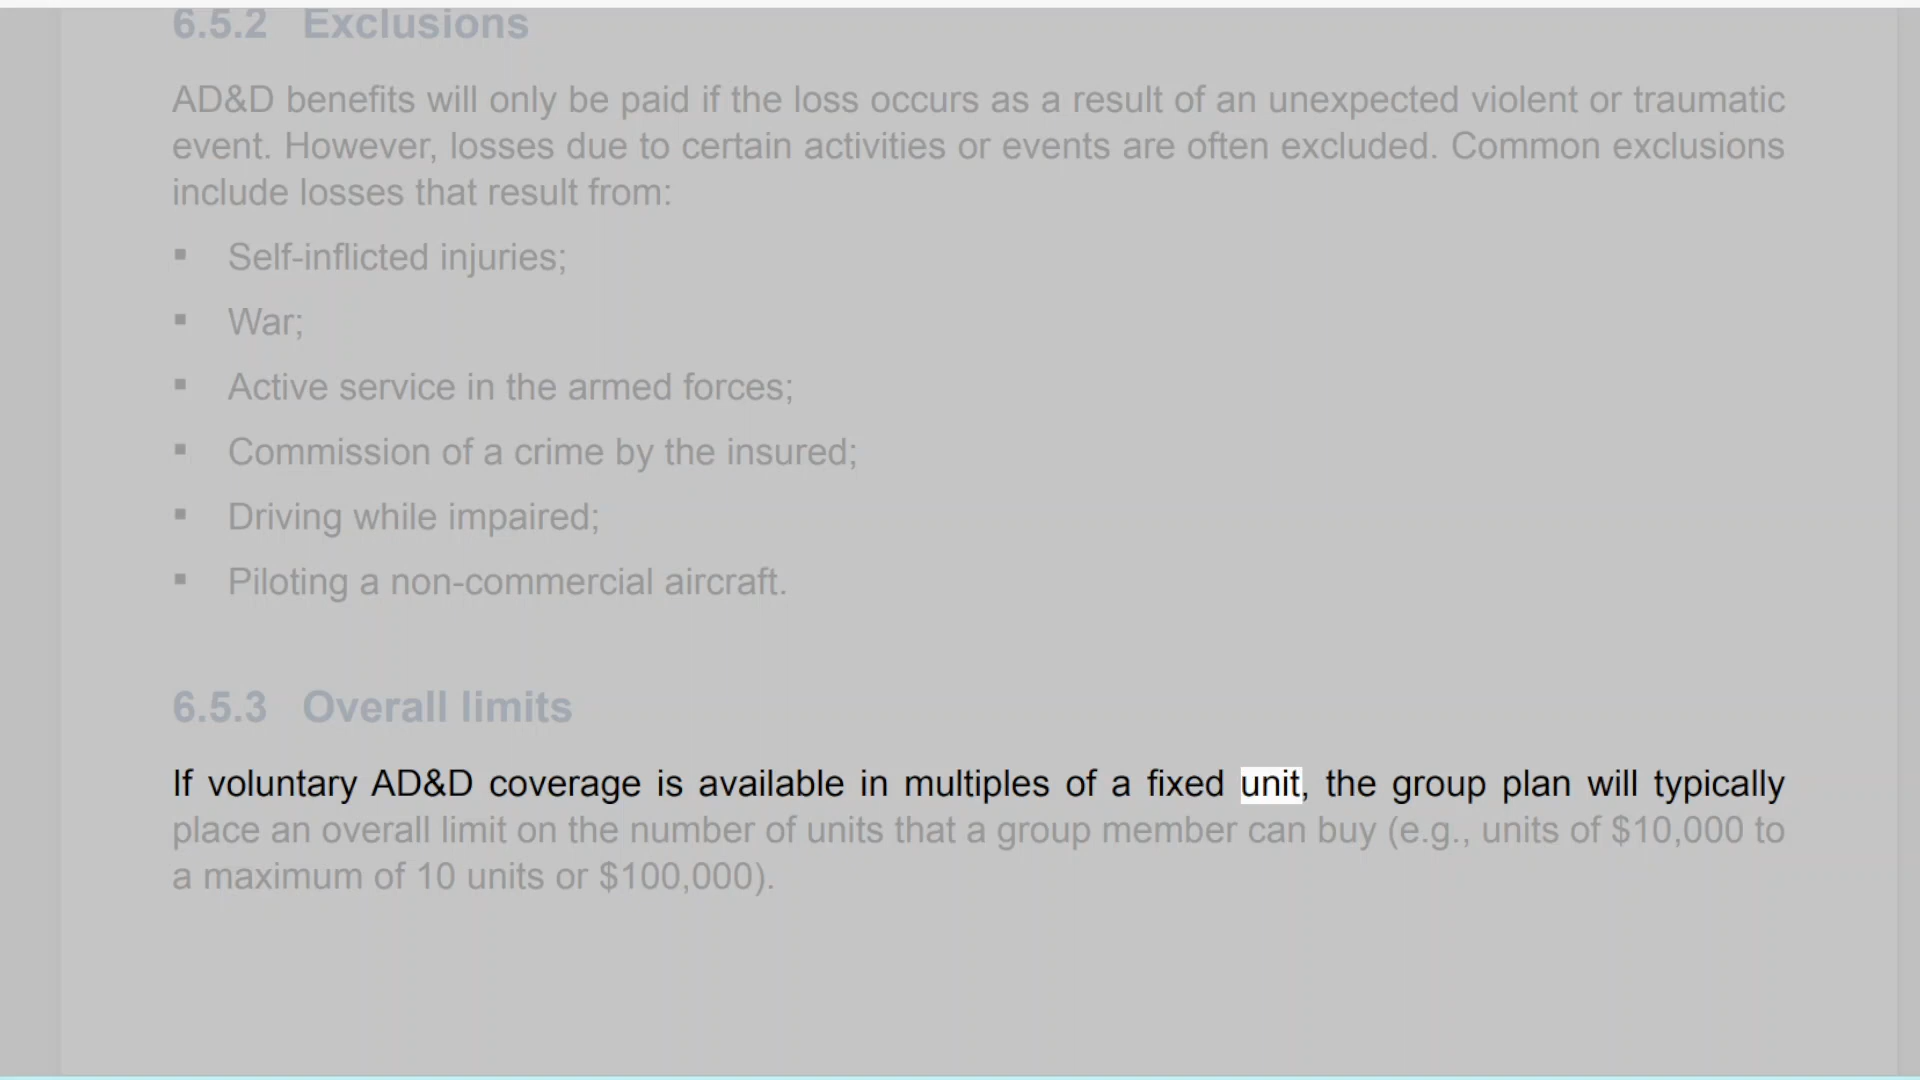 6.5.2 Exclusions
AD&D benefits will only be paid if the loss occurs as a result of an unexpected violent or traumatic
event. However, losses due to certain activities or events are often excluded. Common exclusions
include losses that result from:
▪ Self-inflicted injuries;
▪ War;
▪ Active service in the armed forces;
▪ Commission of a crime by the insured;
▪ Driving while impaired;
▪ Piloting a non-commercial aircraft.
6.5.3 Overall limits
If voluntary AD&D coverage is available in multiples of a fixed unit, the group plan will typically
place an overall limit on the number of units that a group member can buy (e.g., units of $10,000 to
a maximum of 10 units or $100,000).